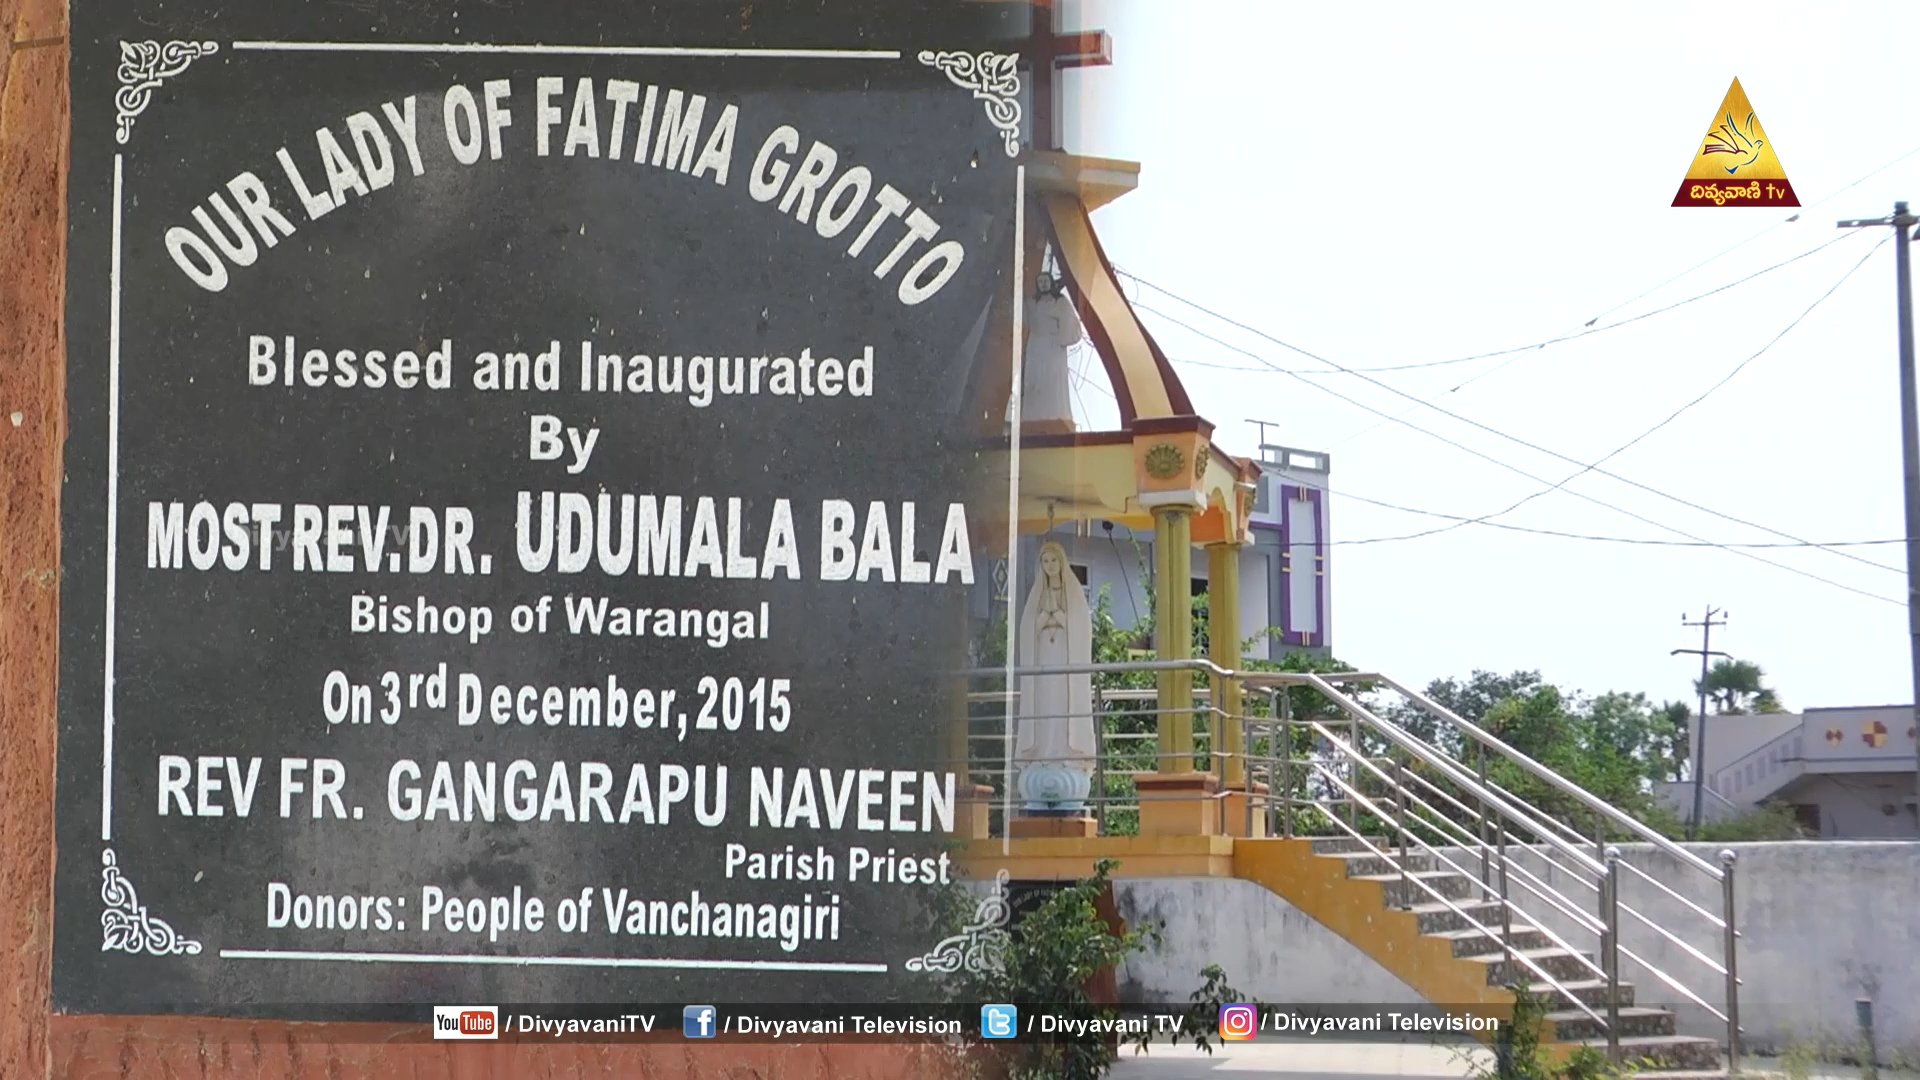 OUR LADY OF FATIMA GROTTO
Blessed and Inaugurated
By
MOST REV.DR. UDUMALA BALA
Bishop of Warangal
On 3rd December, 2015
REV FR. GANGARAPU NAVEEN
Parish Priest
Donors: People of Vanchanagiri
దివ్యవాణి tv
Divyavani TV
YouTube / DivyavaniTV
f / Divyavani Television
/ Divyavani TV
/ Divyavani Television